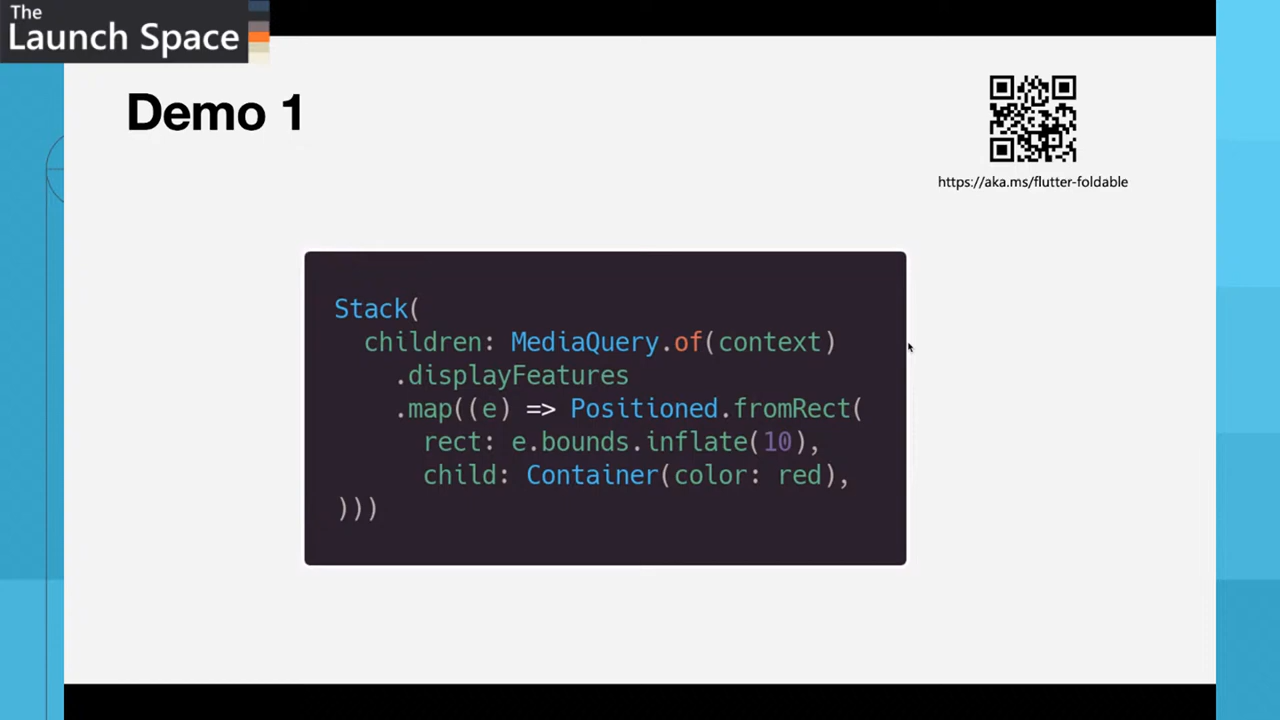 The
Launch Space
Demo 1
https://aka.ms/flutter-foldable
Stack(
children: MediaQuery.of(context)
.displayFeatures
.map((e) => Positioned.fromRect(
rect: e.bounds.inflate(10),
child: Container(color: red),
)))